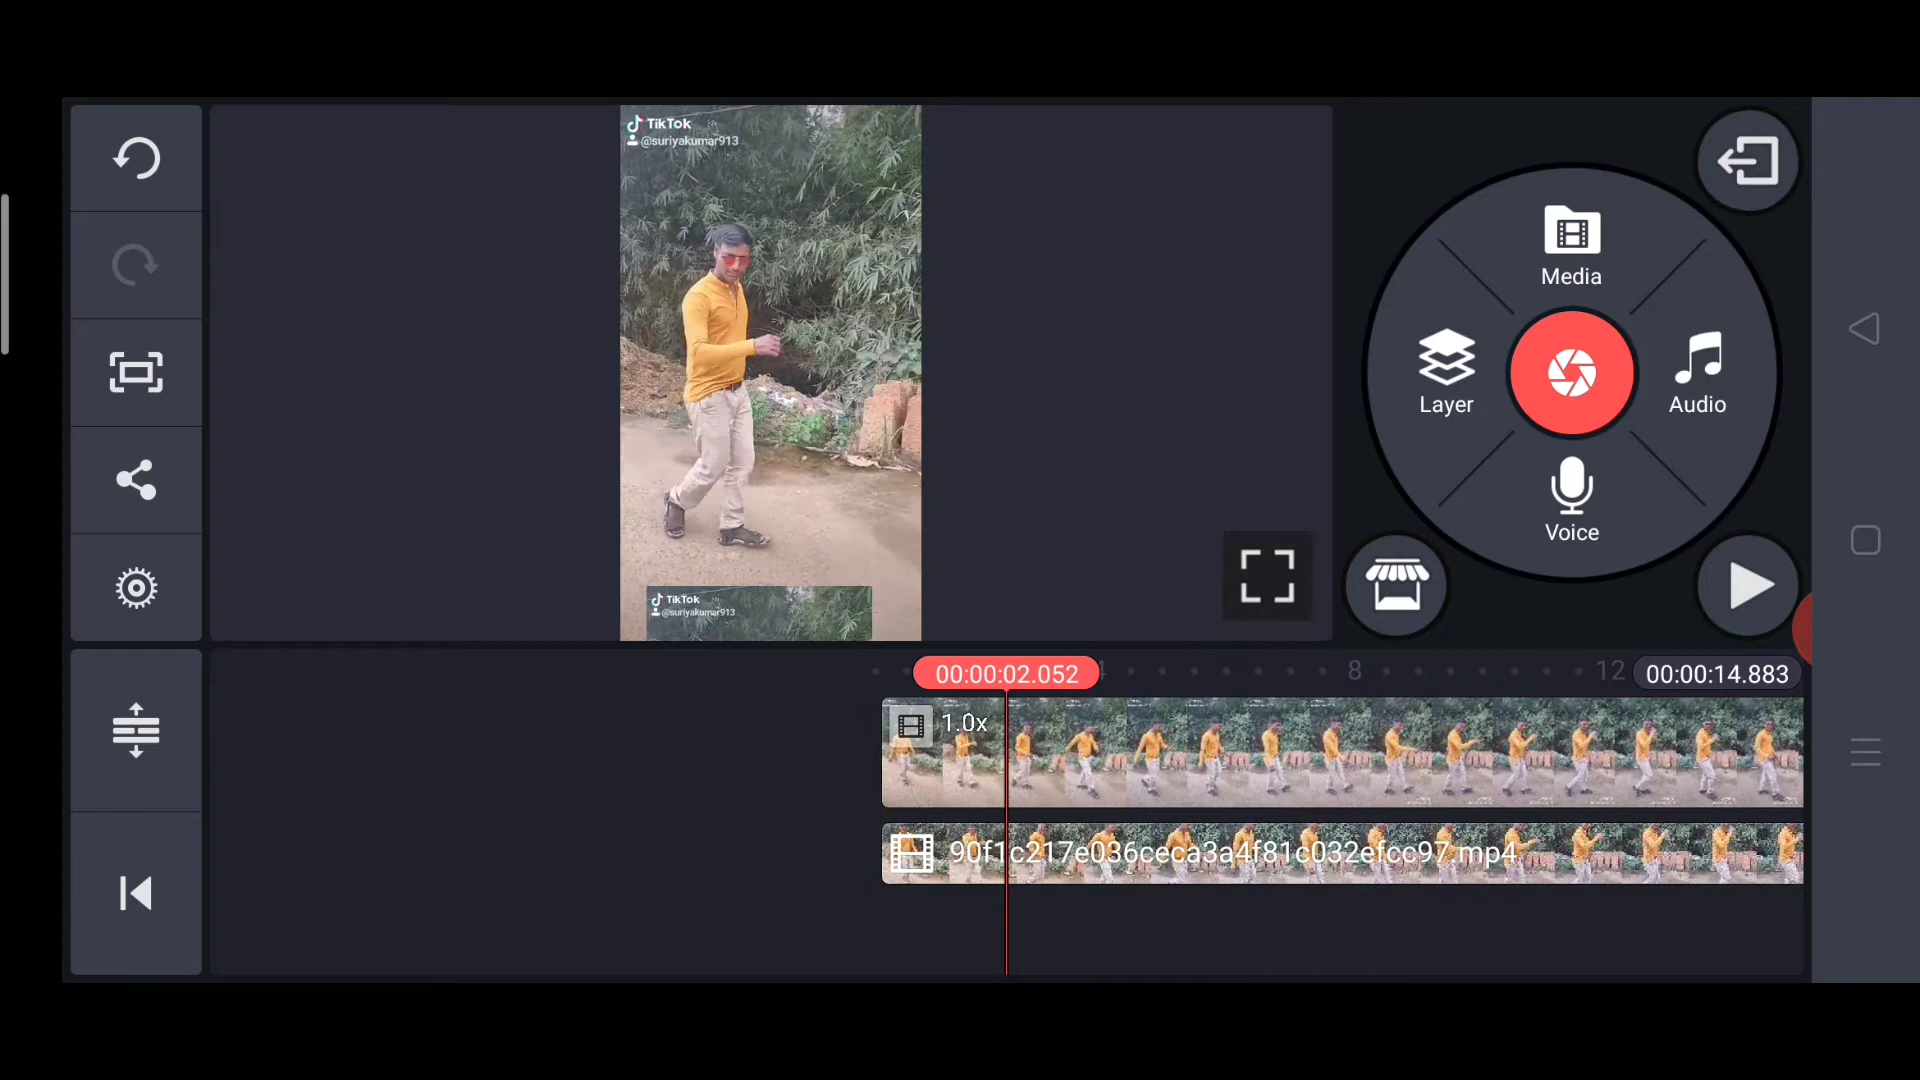 TikTok
@suriyakumar913
TikTok
@suriyakumar913
Media
Layer
Audio
Voice
00:00:02.052
8
12
00:00:14.883
1.0x
90f1c217e036ceca3a4f81c032efcc97.mp4